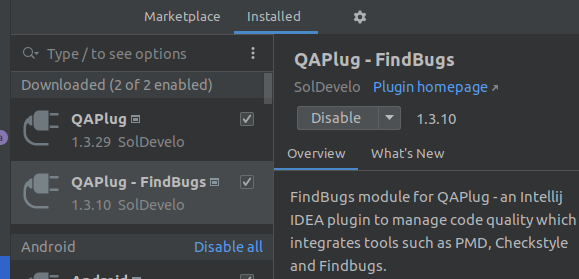 Marketplace
Installed
Type / to see options
Downloaded (2 of 2 enabled)
QAPlug
1.3.29 SolDevelo
QAPlug - FindBugs
1.3.10 SolDevelo
Android
Disable all
QAPlug - FindBugs
SolDevelo Plugin homepage ↗
Disable
1.3.10
Overview
What's New
FindBugs module for QAPlug - an Intellij
IDEA plugin to manage code quality which
integrates tools such as PMD, Checkstyle
and Findbugs.